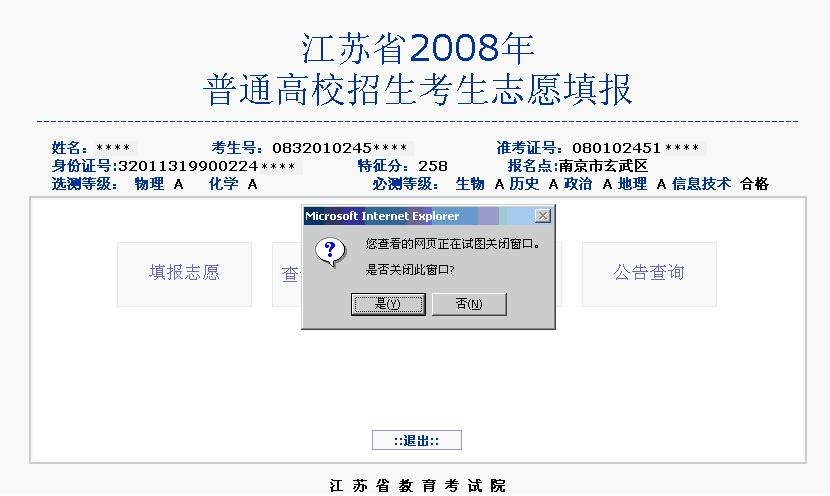 江苏省2008年
普通高校招生考生志愿填报
姓名：**** 考生号：0832010245**** 准考证号：080102451****
身份证号:32011319900224**** 特征分：258 报名点:南京市玄武区
选测等级： 物理 A 化学 A 必测等级： 生物 A 历史 A 政治 A 地理 A 信息技术 合格
Microsoft Internet Explorer
您查看的网页正在试图关闭窗口。
是否关闭此窗口?
是(Y) 否(N)
填报志愿 查 公告查询
::退出::
江苏省教育考试院